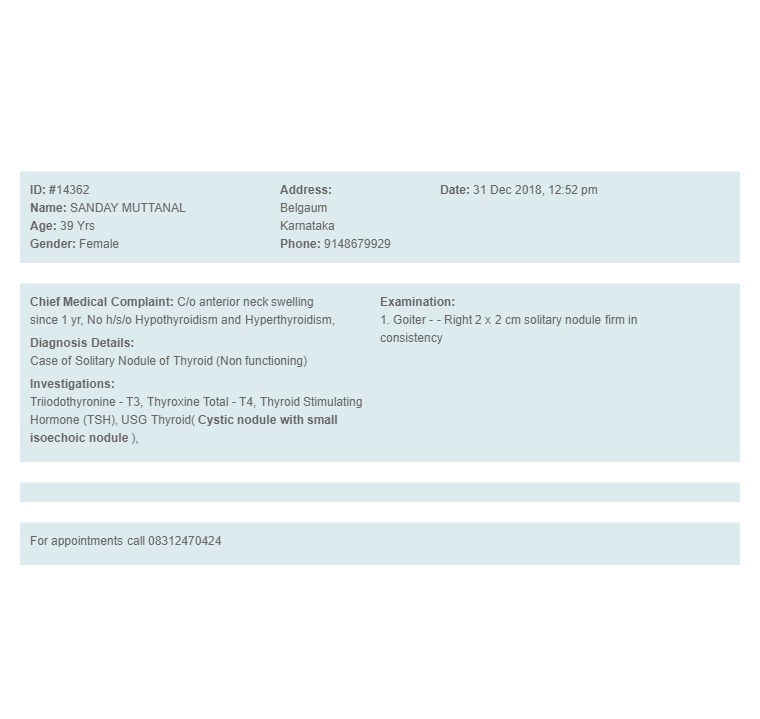 ID: #14362
Name: SANDAY MUTTANAL
Age: 39 Yrs
Gender: Female
Address:
Belgaum
Karnataka
Phone: 9148679929
Date: 31 Dec 2018, 12:52 pm
Chief Medical Complaint: C/o anterior neck swelling
since 1 yr, No h/s/o Hypothyroidism and Hyperthyroidism,
Diagnosis Details:
Case of Solitary Nodule of Thyroid (Non functioning)
Investigations:
Triiodothyronine - T3, Thyroxine Total - T4, Thyroid Stimulating
Hormone (TSH), USG Thyroid( Cystic nodule with small
isoechoic nodule ),
Examination:
1. Goiter - - Right 2 x 2 cm solitary nodule firm in
consistency
For appointments call 08312470424